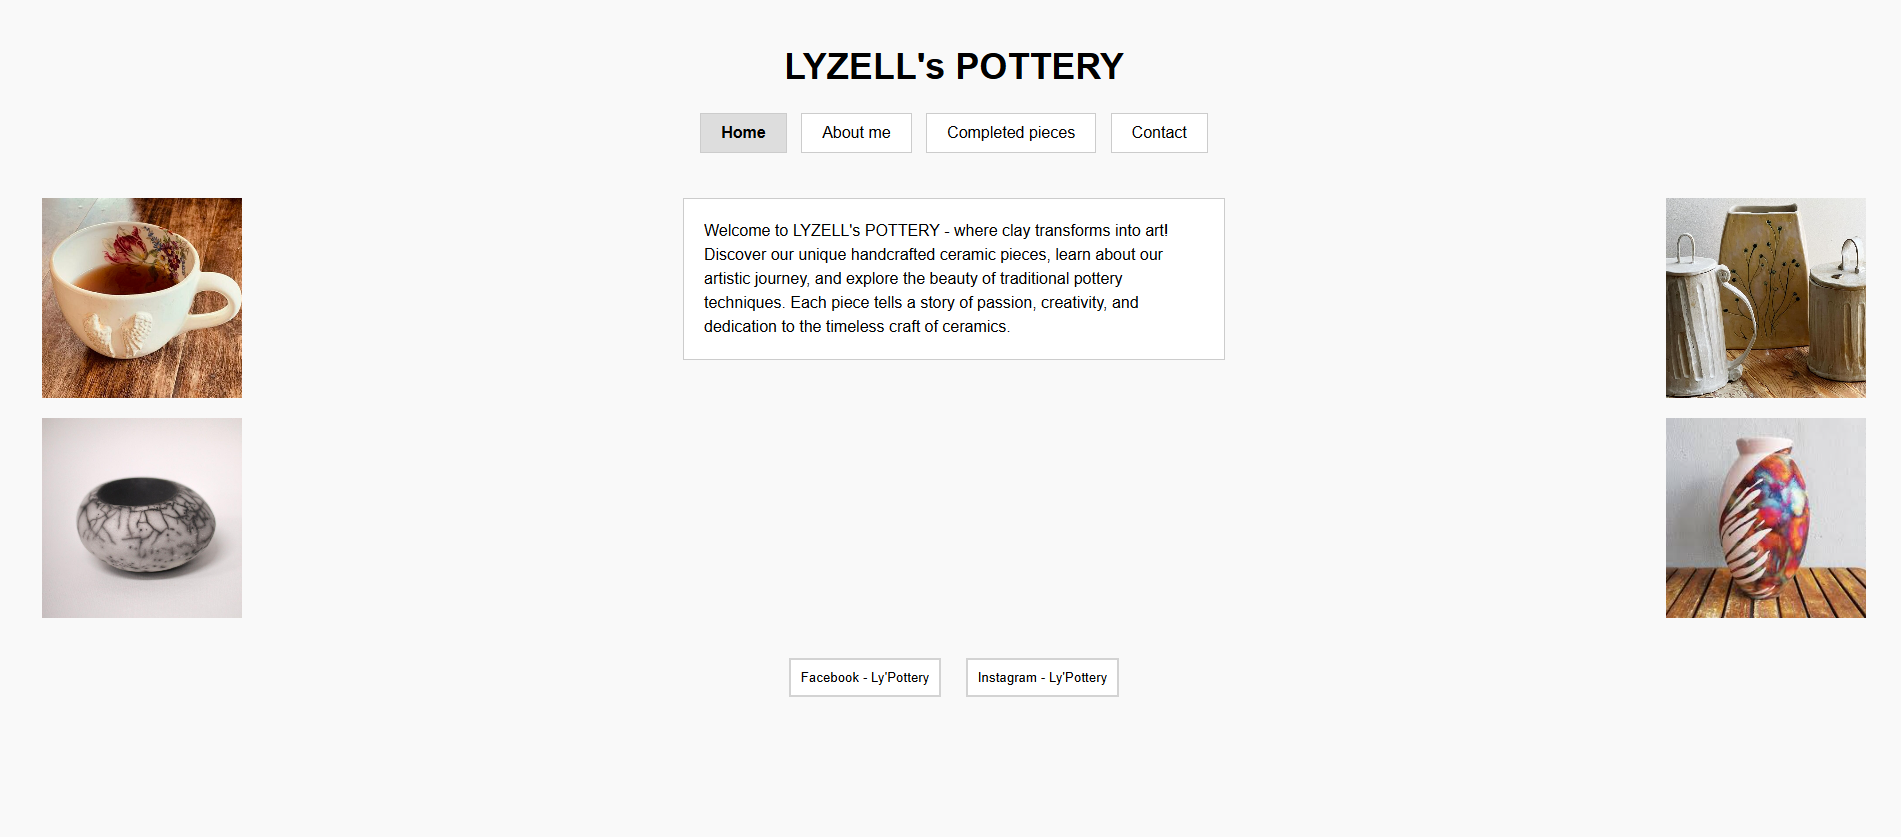 LYZELL's POTTERY
Home
About me
Completed pieces
Contact
Welcome to LYZELL's POTTERY - where clay transforms into art!
Discover our unique handcrafted ceramic pieces, learn about our
artistic journey, and explore the beauty of traditional pottery
techniques. Each piece tells a story of passion, creativity, and
dedication to the timeless craft of ceramics.
Facebook - Ly'Pottery
Instagram - Ly'Pottery